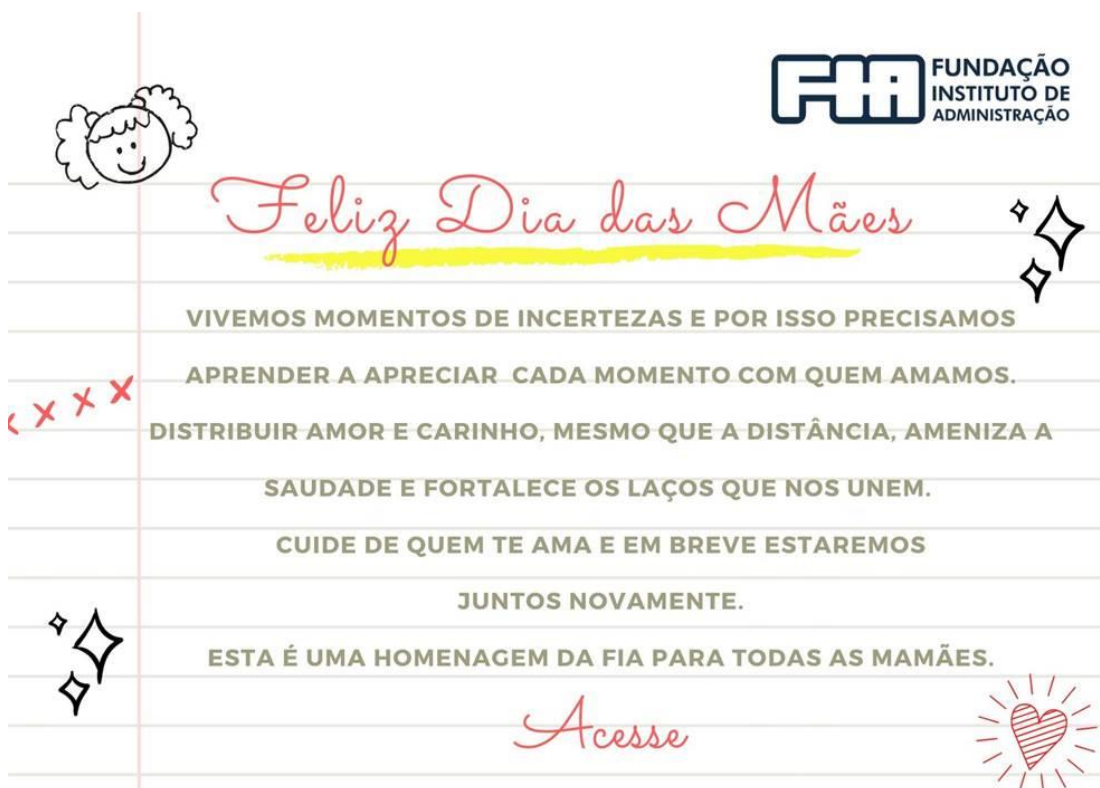 FIA
FUNDAÇÃO
INSTITUTO DE
ADMINISTRAÇÃO
Feliz Dia das Mães
VIVEMOS MOMENTOS DE INCERTEZAS E POR ISSO PRECISAMOS
APRENDER A APRECIAR CADA MOMENTO COM QUEM AMAMOS.
DISTRIBUIR AMOR E CARINHO, MESMO QUE A DISTÂNCIA, AMENIZA A
SAUDADE E FORTALECE OS LAÇOS QUE NOS UNEM.
CUIDE DE QUEM TE AMA E EM BREVE ESTAREMOS
JUNTOS NOVAMENTE.
ESTA É UMA HOMENAGEM DA FIA PARA TODAS AS MAMÃES.
Acesse